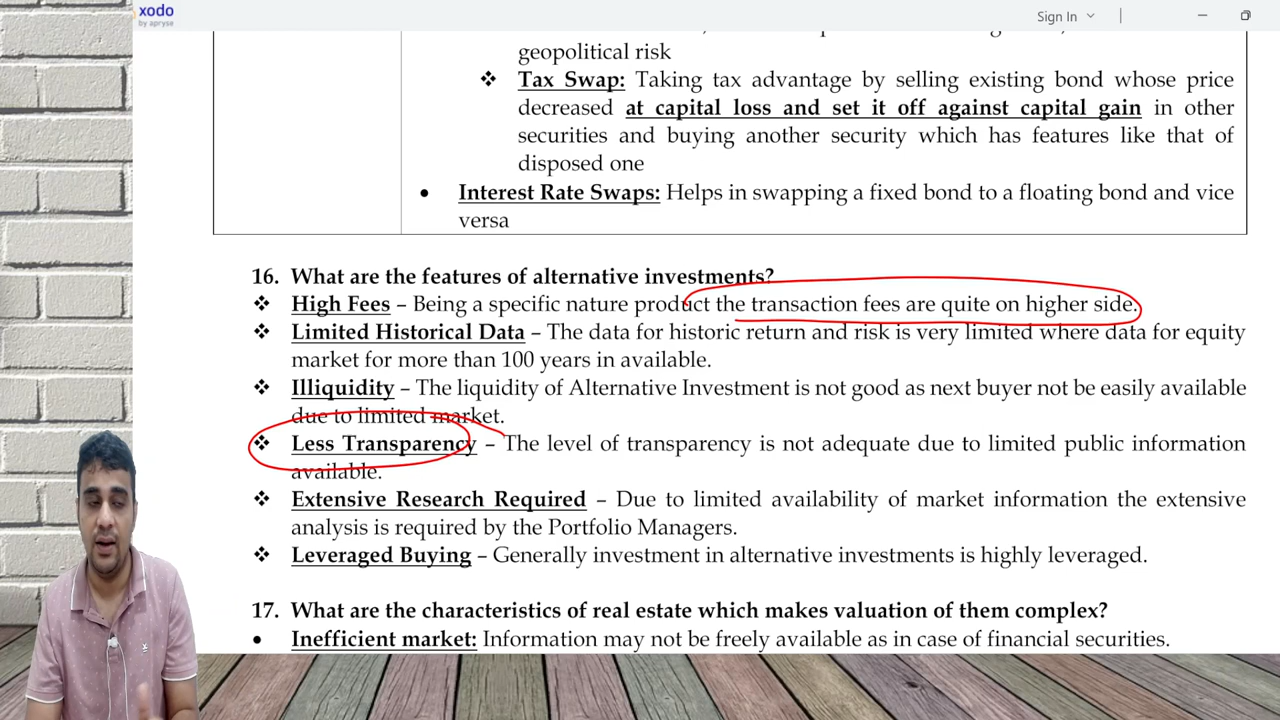 xodo
by apryse
Sign In
geopolitical risk
❖ Tax Swap: Taking tax advantage by selling existing bond whose price
decreased at capital loss and set it off against capital gain in other
securities and buying another security which has features like that of
disposed one
• Interest Rate Swaps: Helps in swapping a fixed bond to a floating bond and vice
versa
16. What are the features of alternative investments?
❖ High Fees – Being a specific nature product the transaction fees are quite on higher side.
❖ Limited Historical Data – The data for historic return and risk is very limited where data for equity
market for more than 100 years in available.
❖ Illiquidity – The liquidity of Alternative Investment is not good as next buyer not be easily available
due to limited market.
❖ Less Transparency – The level of transparency is not adequate due to limited public information
available.
❖ Extensive Research Required – Due to limited availability of market information the extensive
analysis is required by the Portfolio Managers.
❖ Leveraged Buying – Generally investment in alternative investments is highly leveraged.
17. What are the characteristics of real estate which makes valuation of them complex?
• Inefficient market: Information may not be freely available as in case of financial securities.